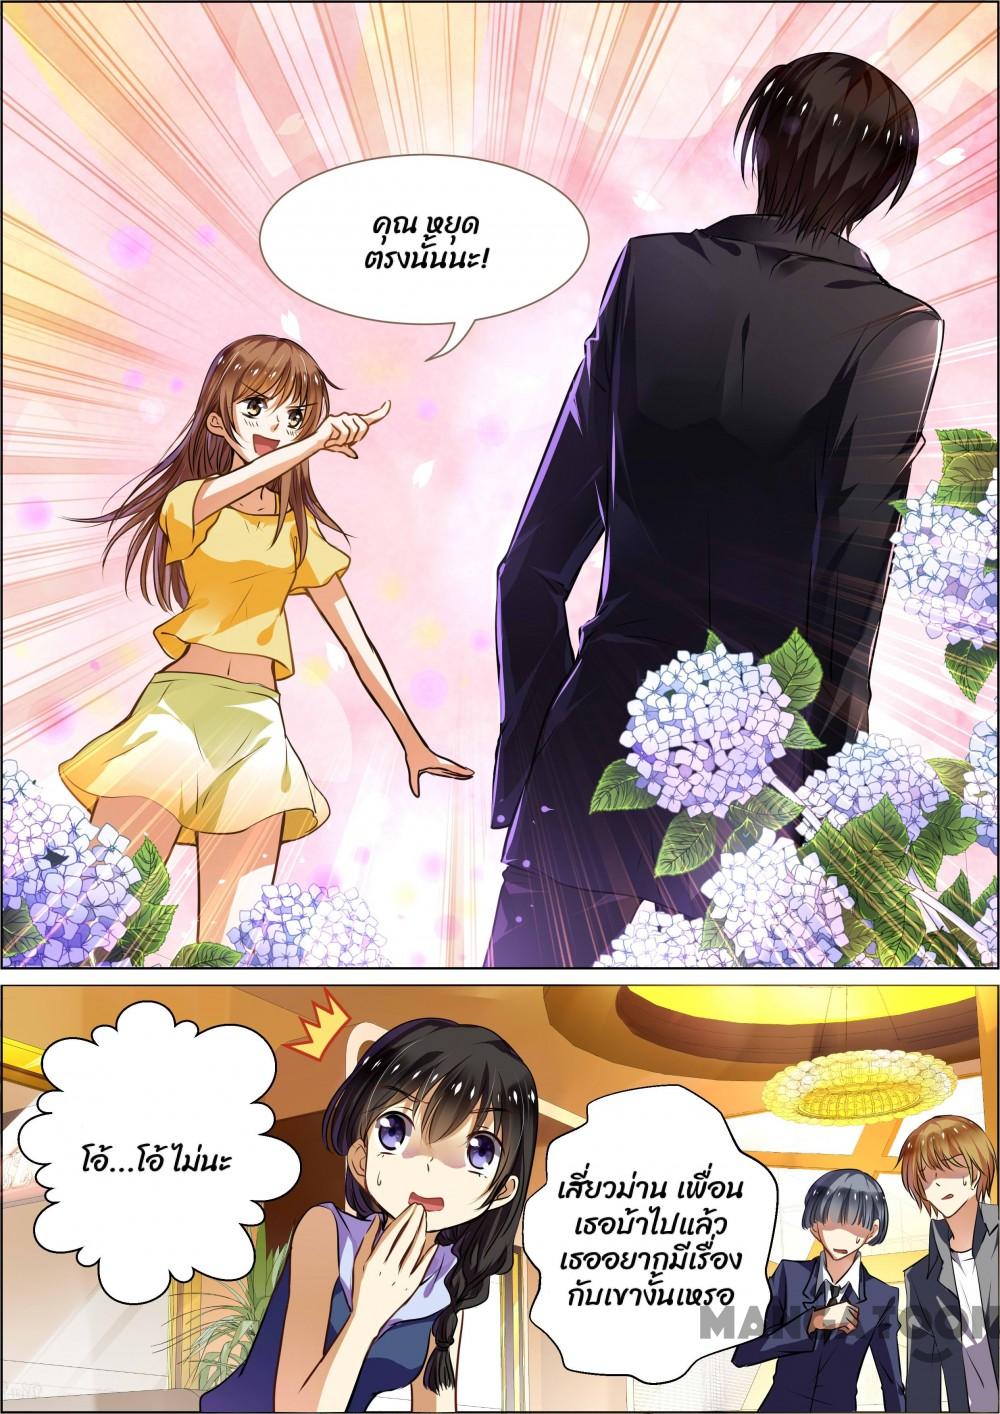 คุณ หยุด
ตรงนั้นนะ!
โอ้...โอ้ ไม่นะ
เสี่ยวม่าน เพื่อน
เธอบ้าไปแล้ว
เธออยากมีเรื่อง
กับเขางั้นเหรอ
MANGATOON